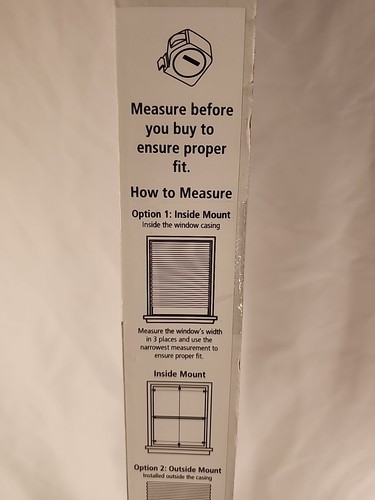 Measure before
you buy to
ensure proper
fit.
How to Measure
Option 1: Inside Mount
Inside the window casing
Measure the window's width
in 3 places and use the
narrowest measurement to
ensure proper fit.
Inside Mount
Option 2: Outside Mount
Installed outside the casing